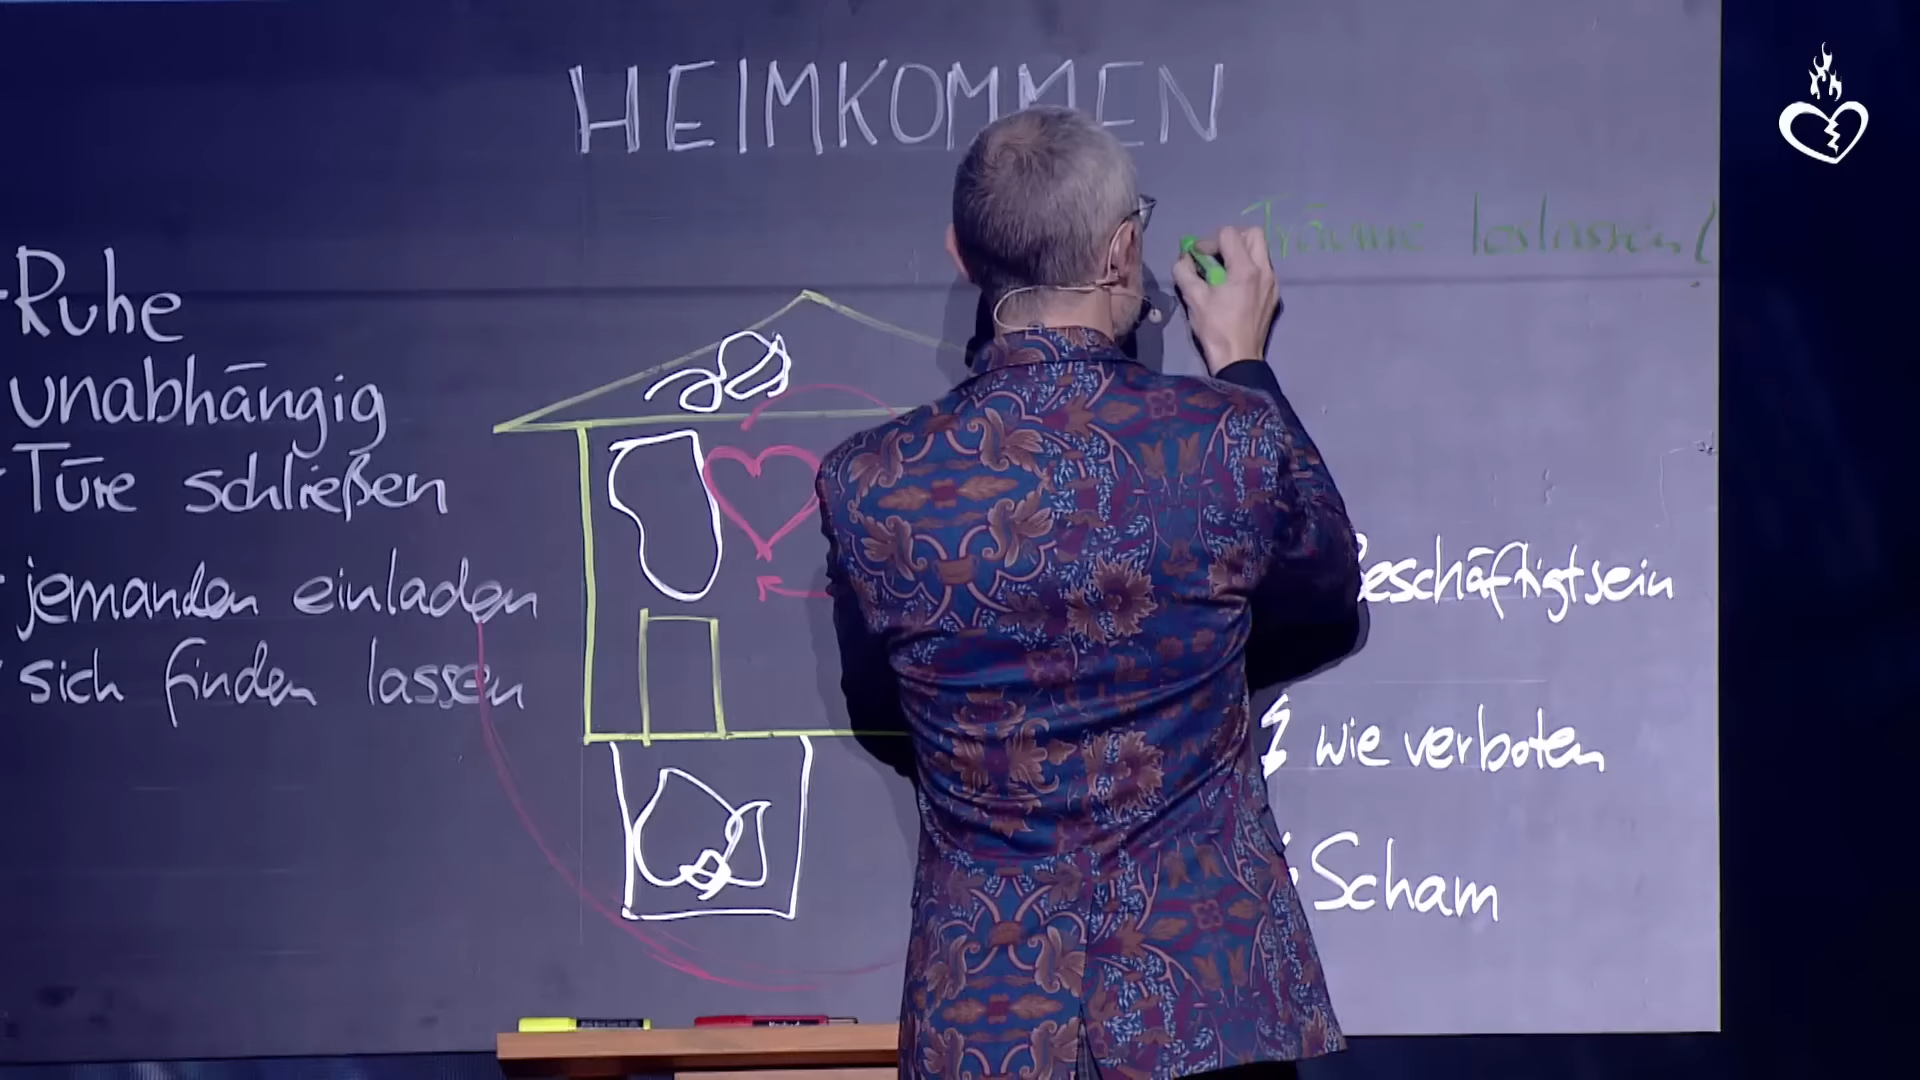 HEIMKOMMEN
Träume loslassen (
-Ruhe
unabhängig
- Türe schließen
- jemanden einladen
- sich finden lassen
Beschäftigtsein
wie verboten
Scham